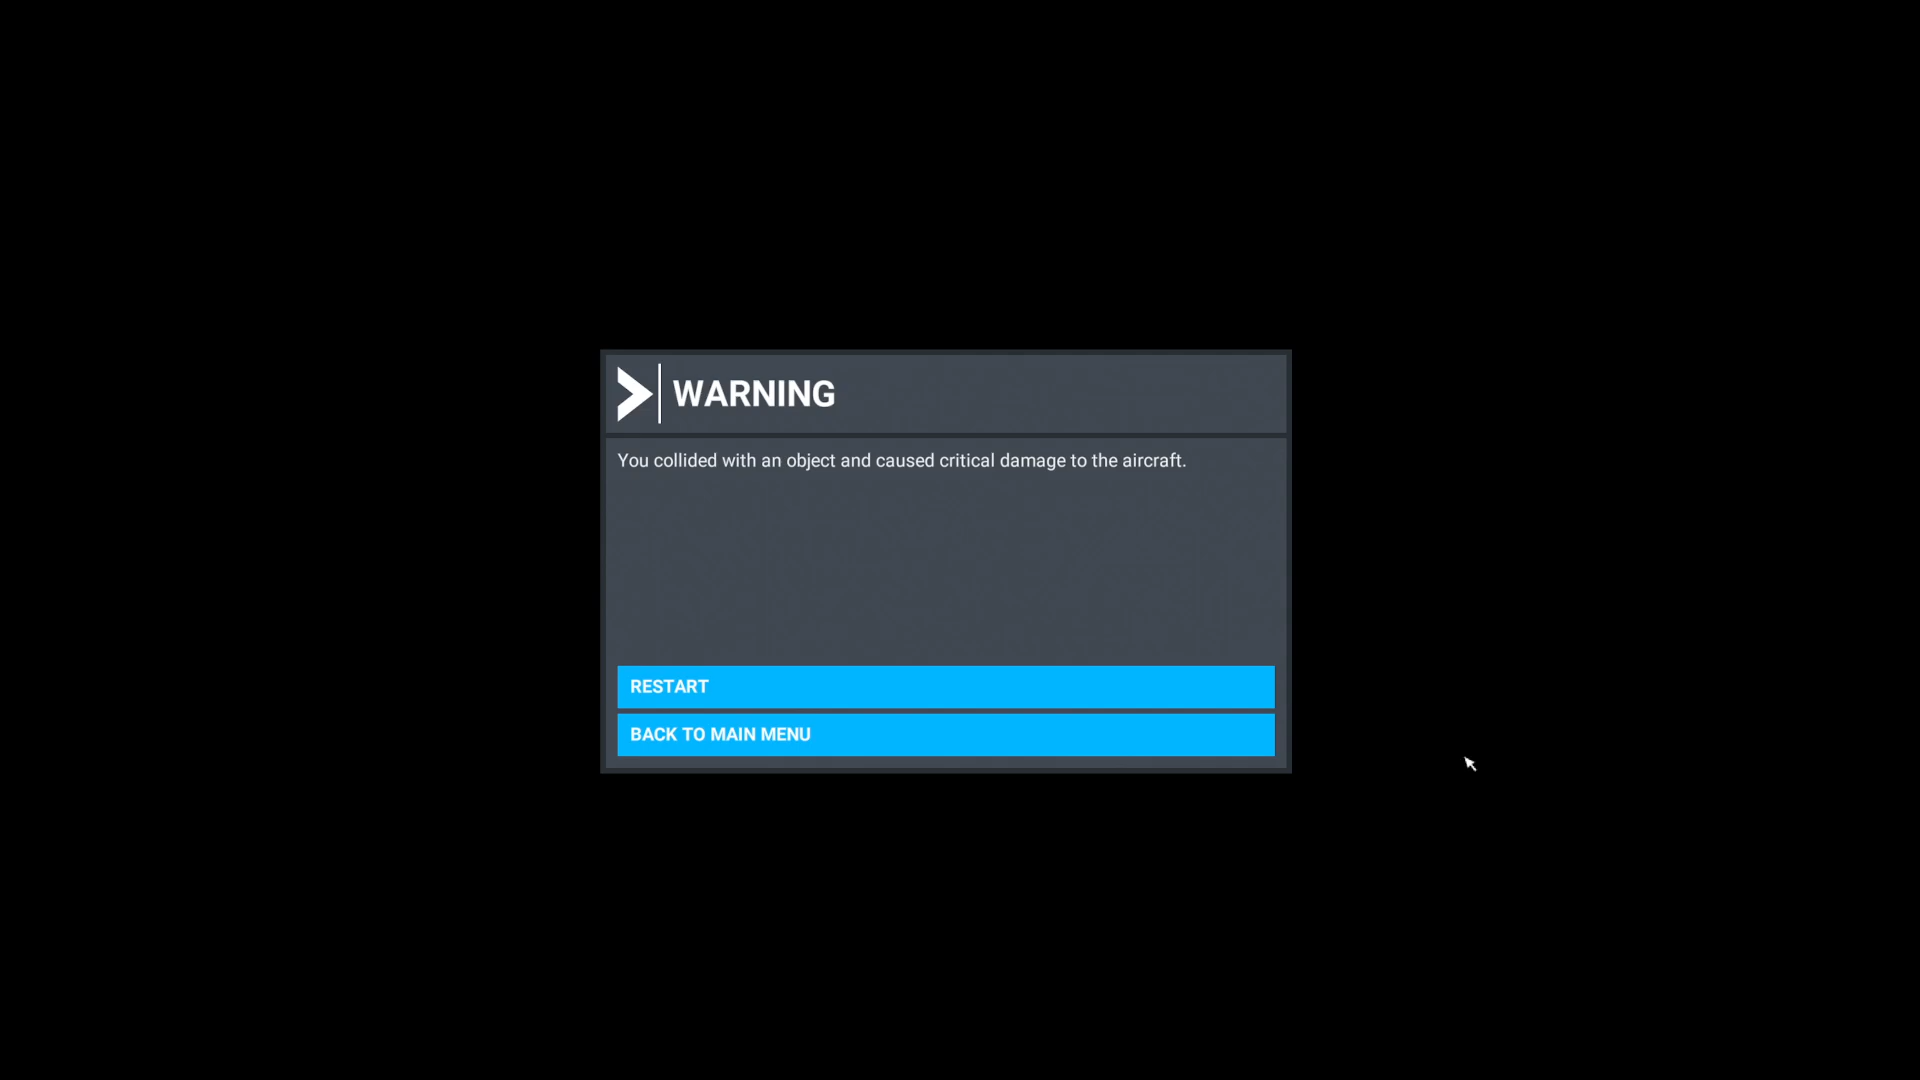 WARNING
You collided with an object and caused critical damage to the aircraft.
RESTART
BACK TO MAIN MENU